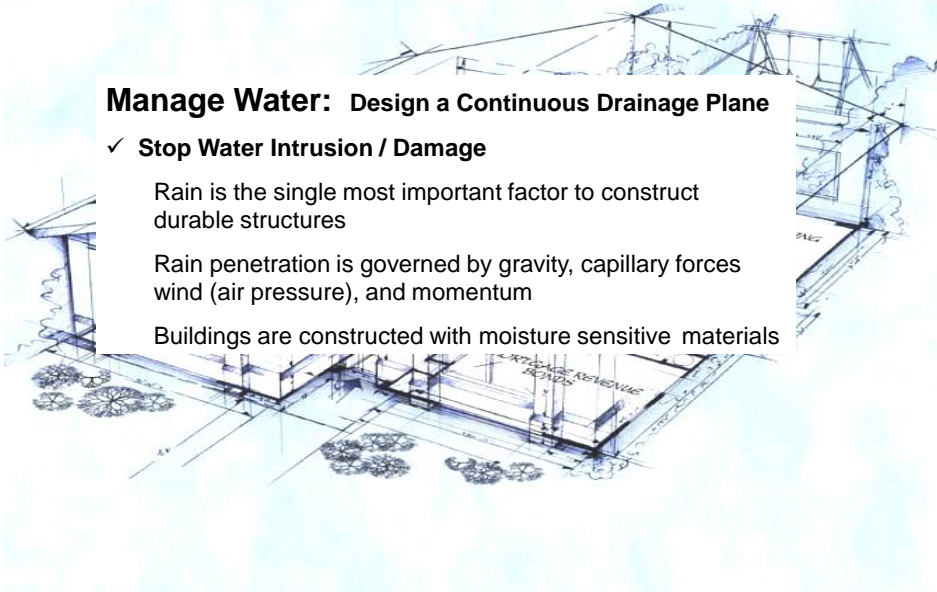 Manage Water: Design a Continuous Drainage Plane
✓ Stop Water Intrusion / Damage
Rain is the single most important factor to construct
durable structures
Rain penetration is governed by gravity, capillary forces
wind (air pressure), and momentum
Buildings are constructed with moisture sensitive materials
REVENUE
BONDS